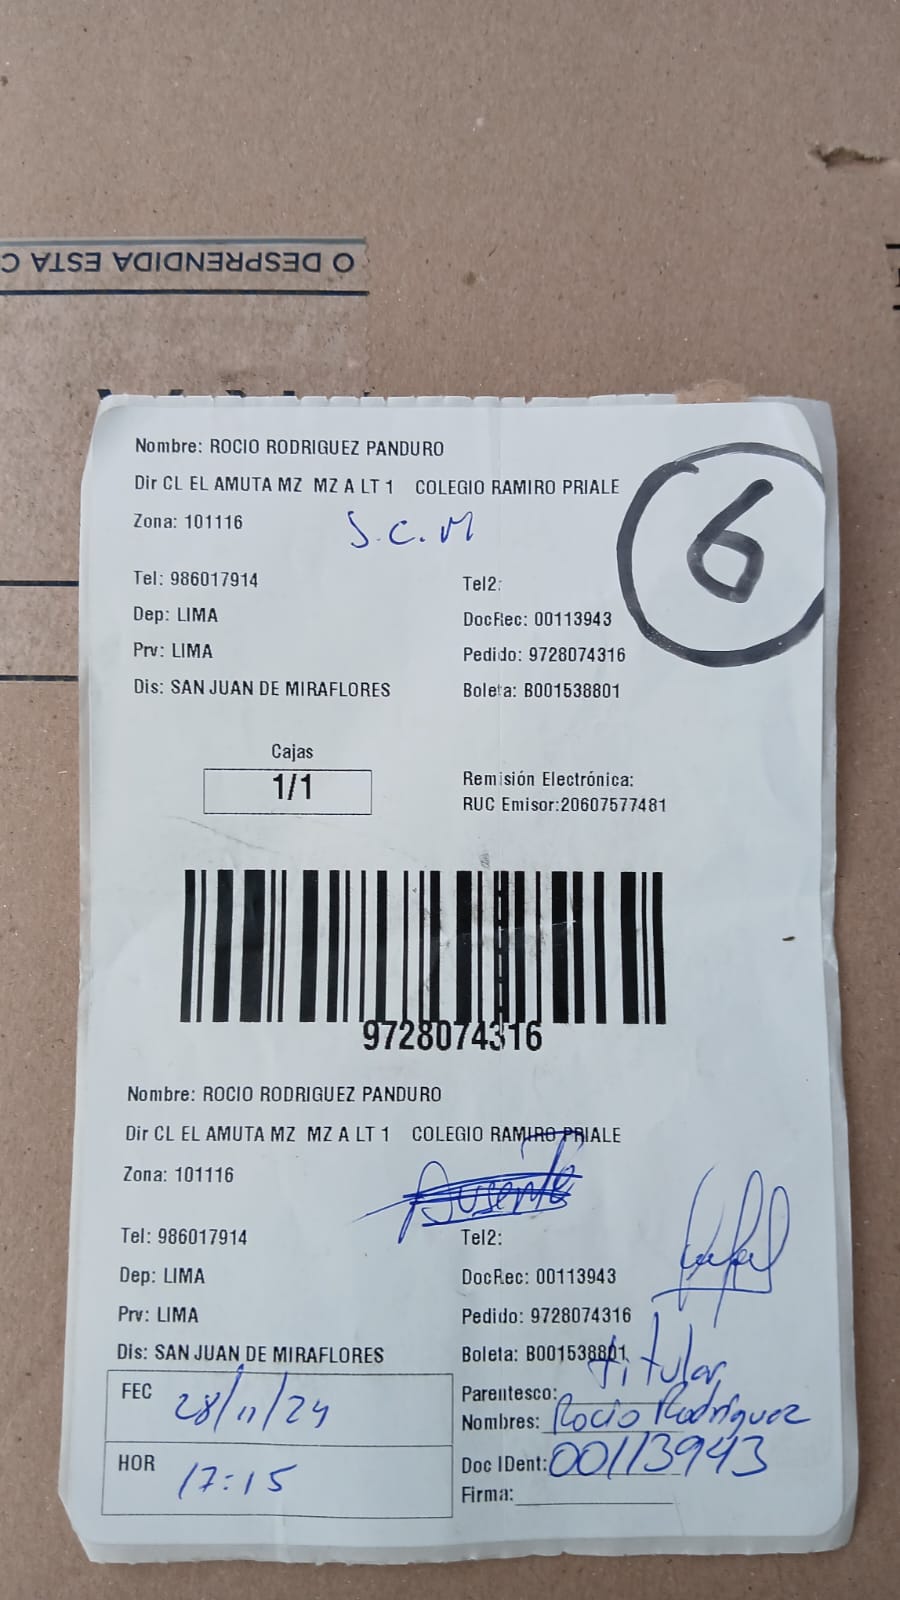 O DESPRENDIDA ESTA C
Nombre: ROCIO RODRIGUEZ PANDURO
Dir CL EL AMUTA MZ MZ A LT 1 COLEGIO RAMIRO PRIALE
Zona: 101116
S.C.M
6
Tel: 986017914 Tel2:
Dep: LIMA DocRec: 00113943
Prv: LIMA Pedido: 9728074316
Dis: SAN JUAN DE MIRAFLORES Boleta: B001538801
Cajas
1/1
Remisión Electrónica:
RUC Emisor:20607577481
9728074316
Nombre: ROCIO RODRIGUEZ PANDURO
Dir CL EL AMUTA MZ MZ A LT 1 COLEGIO RAMIRO PRIALE
Zona: 101116
Ausente
Tel: 986017914 Tel2:
Dep: LIMA DocRec: 00113943
Prv: LIMA Pedido: 9728074316
Dis: SAN JUAN DE MIRAFLORES Boleta: B001538801
FEC 28/11/24
HOR 17:15
Parentesco: titular
Nombres: Rocio Rodriguez
Doc IDent: 00113943
Firma: